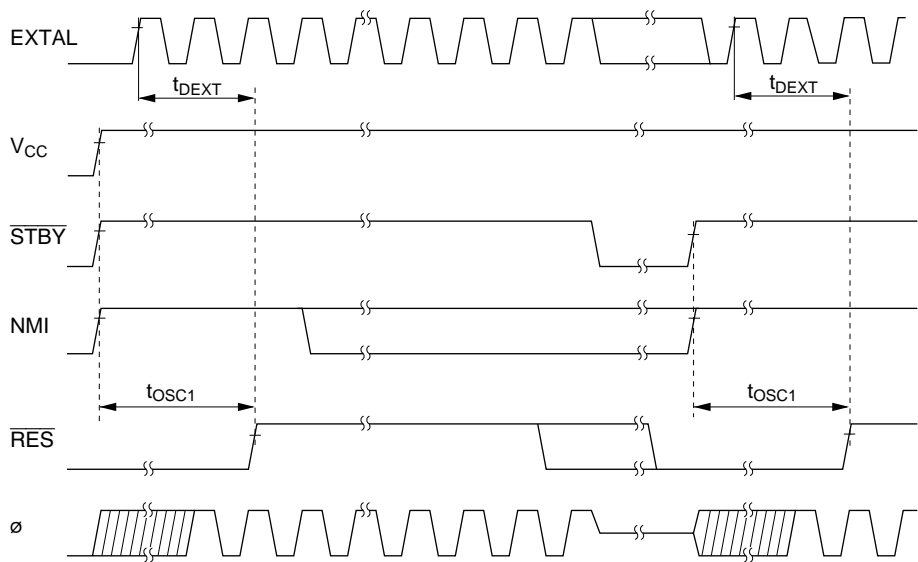 EXTAL
tDEXT
tDEXT
VCC
STBY
NMI
tOSC1
tOSC1
RES
ø